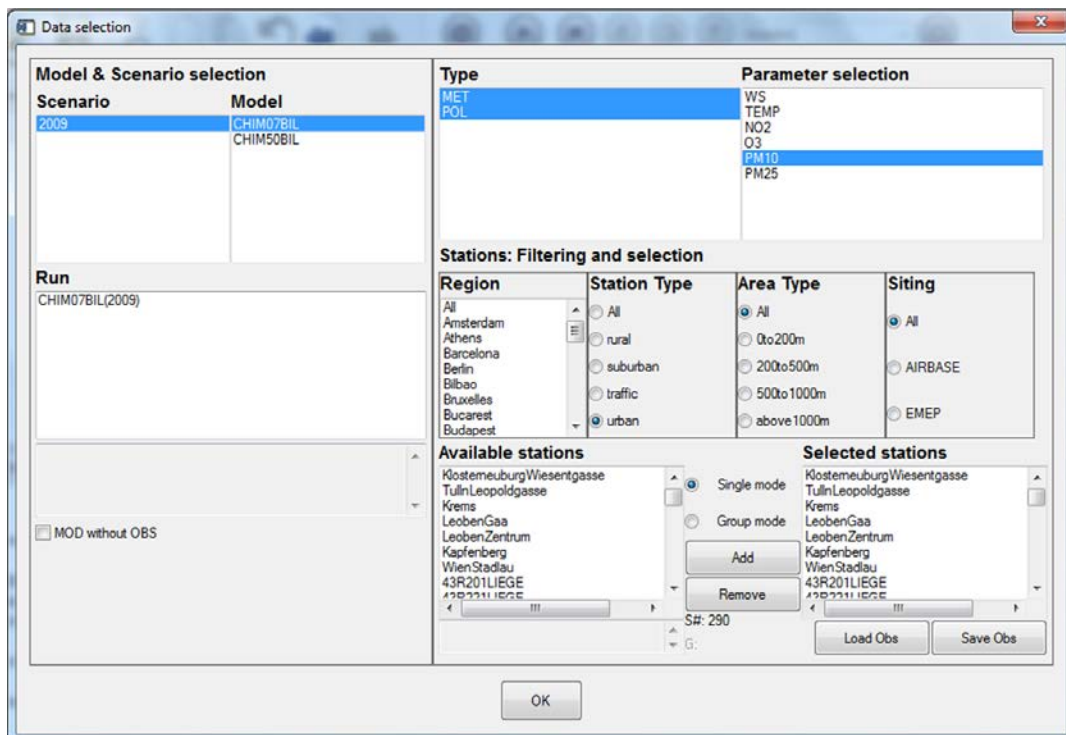 Data selection
Model & Scenario selection
Scenario Model
2009 CHIM07BIL
CHIM50BIL
Run
CHIM07BIL(2009)
MOD without OBS
Type
MET
POL
Parameter selection
WS
TEMP
NO2
O3
PM10
PM25
Stations: Filtering and selection
Region
All
Amsterdam
Athens
Barcelona
Berlin
Bilbao
Bruxelles
Bucarest
Budapest
Station Type
All
rural
suburban
traffic
urban
Area Type
All
0to200m
200to500m
500to1000m
above1000m
Siting
All
AIRBASE
EMEP
Available stations
KlosterneuburgWiesentgasse
TullnLeopoldgasse
Krems
LeobenGaa
LeobenZentrum
Kapfenberg
WienStadlau
43R201LIEGE
43R221LIEGE
Single mode
Group mode
Add
Remove
S#: 290
G:
Selected stations
KlosterneuburgWiesentgasse
TullnLeopoldgasse
Krems
LeobenGaa
LeobenZentrum
Kapfenberg
WienStadlau
43R201LIEGE
43R221LIEGE
Load Obs
Save Obs
OK